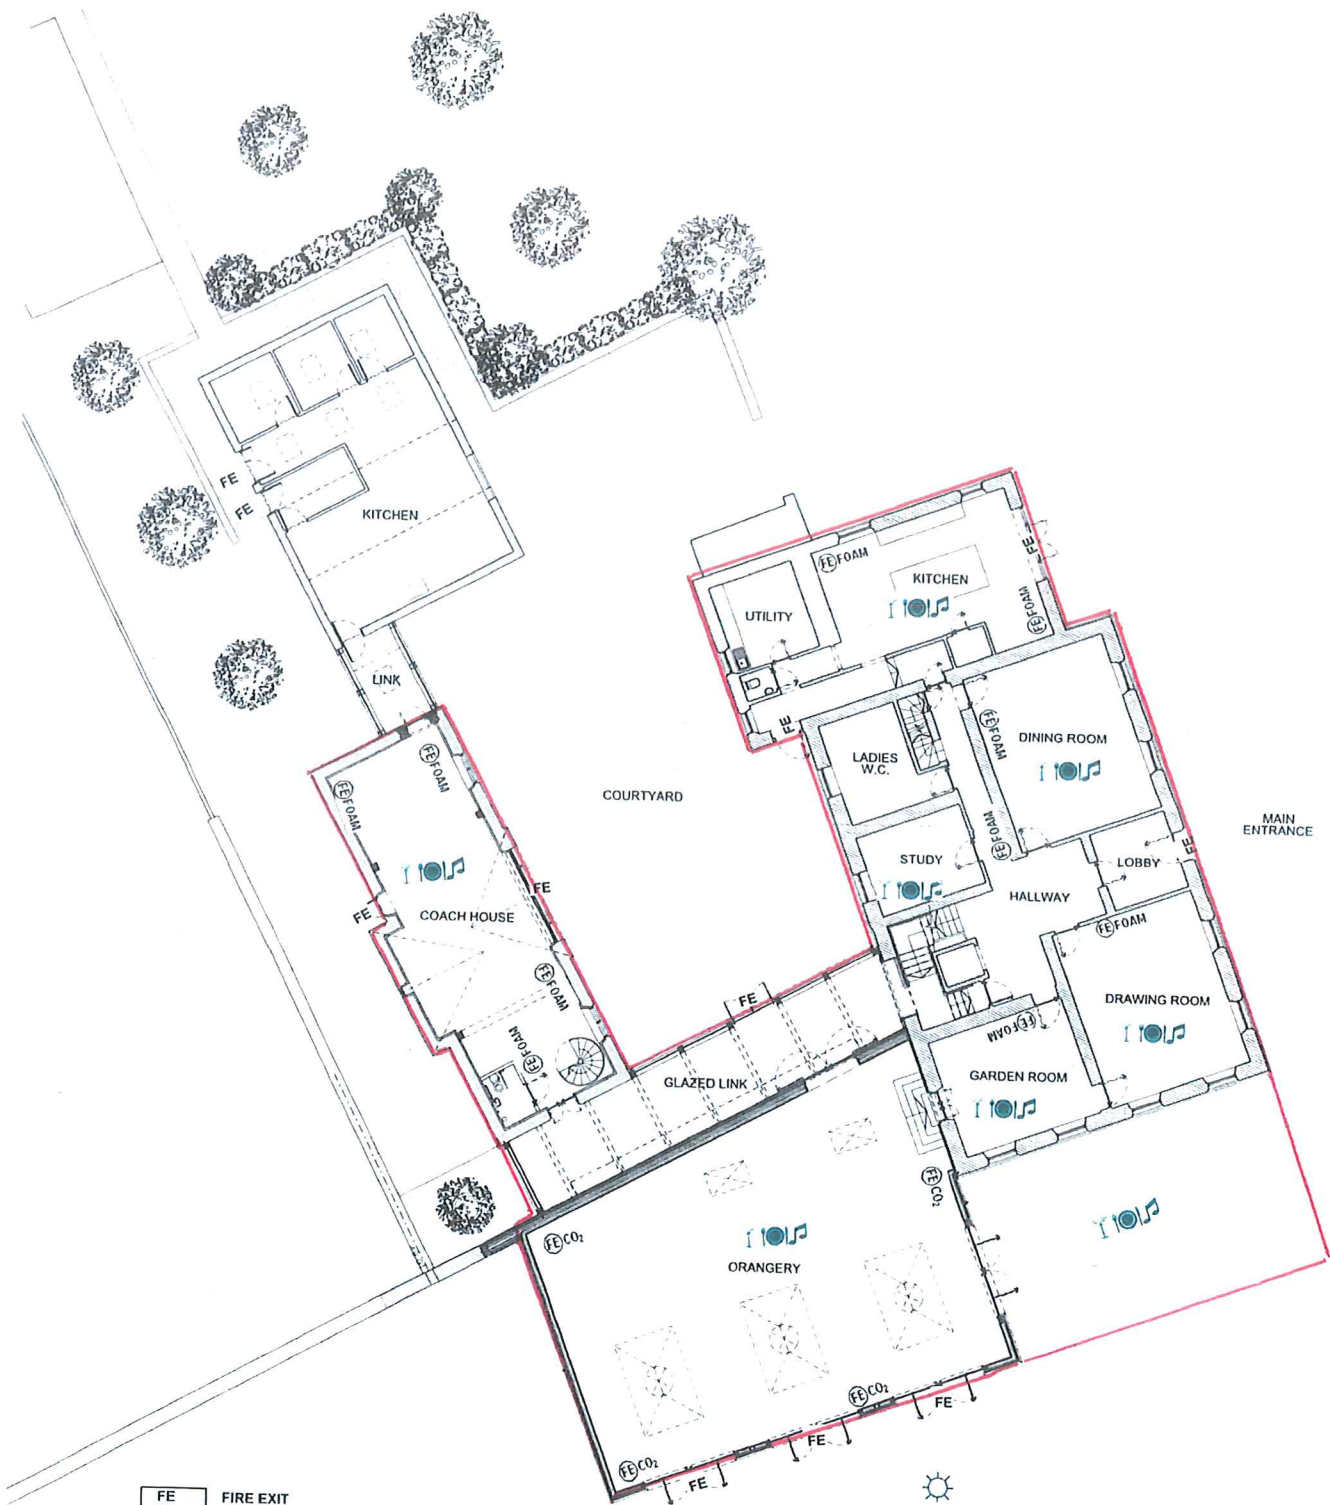 FE
FE
KITCHEN
FE FOAM
FE
KITCHEN
UTILITY
FE FOAM
LINK
FE
FE FOAM
DINING ROOM
FE FOAM
LADIES
W.C.
FE FOAM
COURTYARD
MAIN
ENTRANCE
FE FOAM
FE
STUDY
LOBBY
FE
FE
COACH HOUSE
HALLWAY
FE FOAM
FE FOAM
FE
DRAWING ROOM
FE FOAM
FE FOAM
GLAZED LINK
GARDEN ROOM
FE CO₂
FE CO₂
ORANGERY
FE CO₂
FE
FE
FE CO₂
FE
FE FIRE EXIT